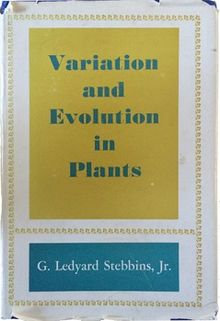 Variation
and
Evolution
in
Plants
G. Ledyard Stebbins, Jr.